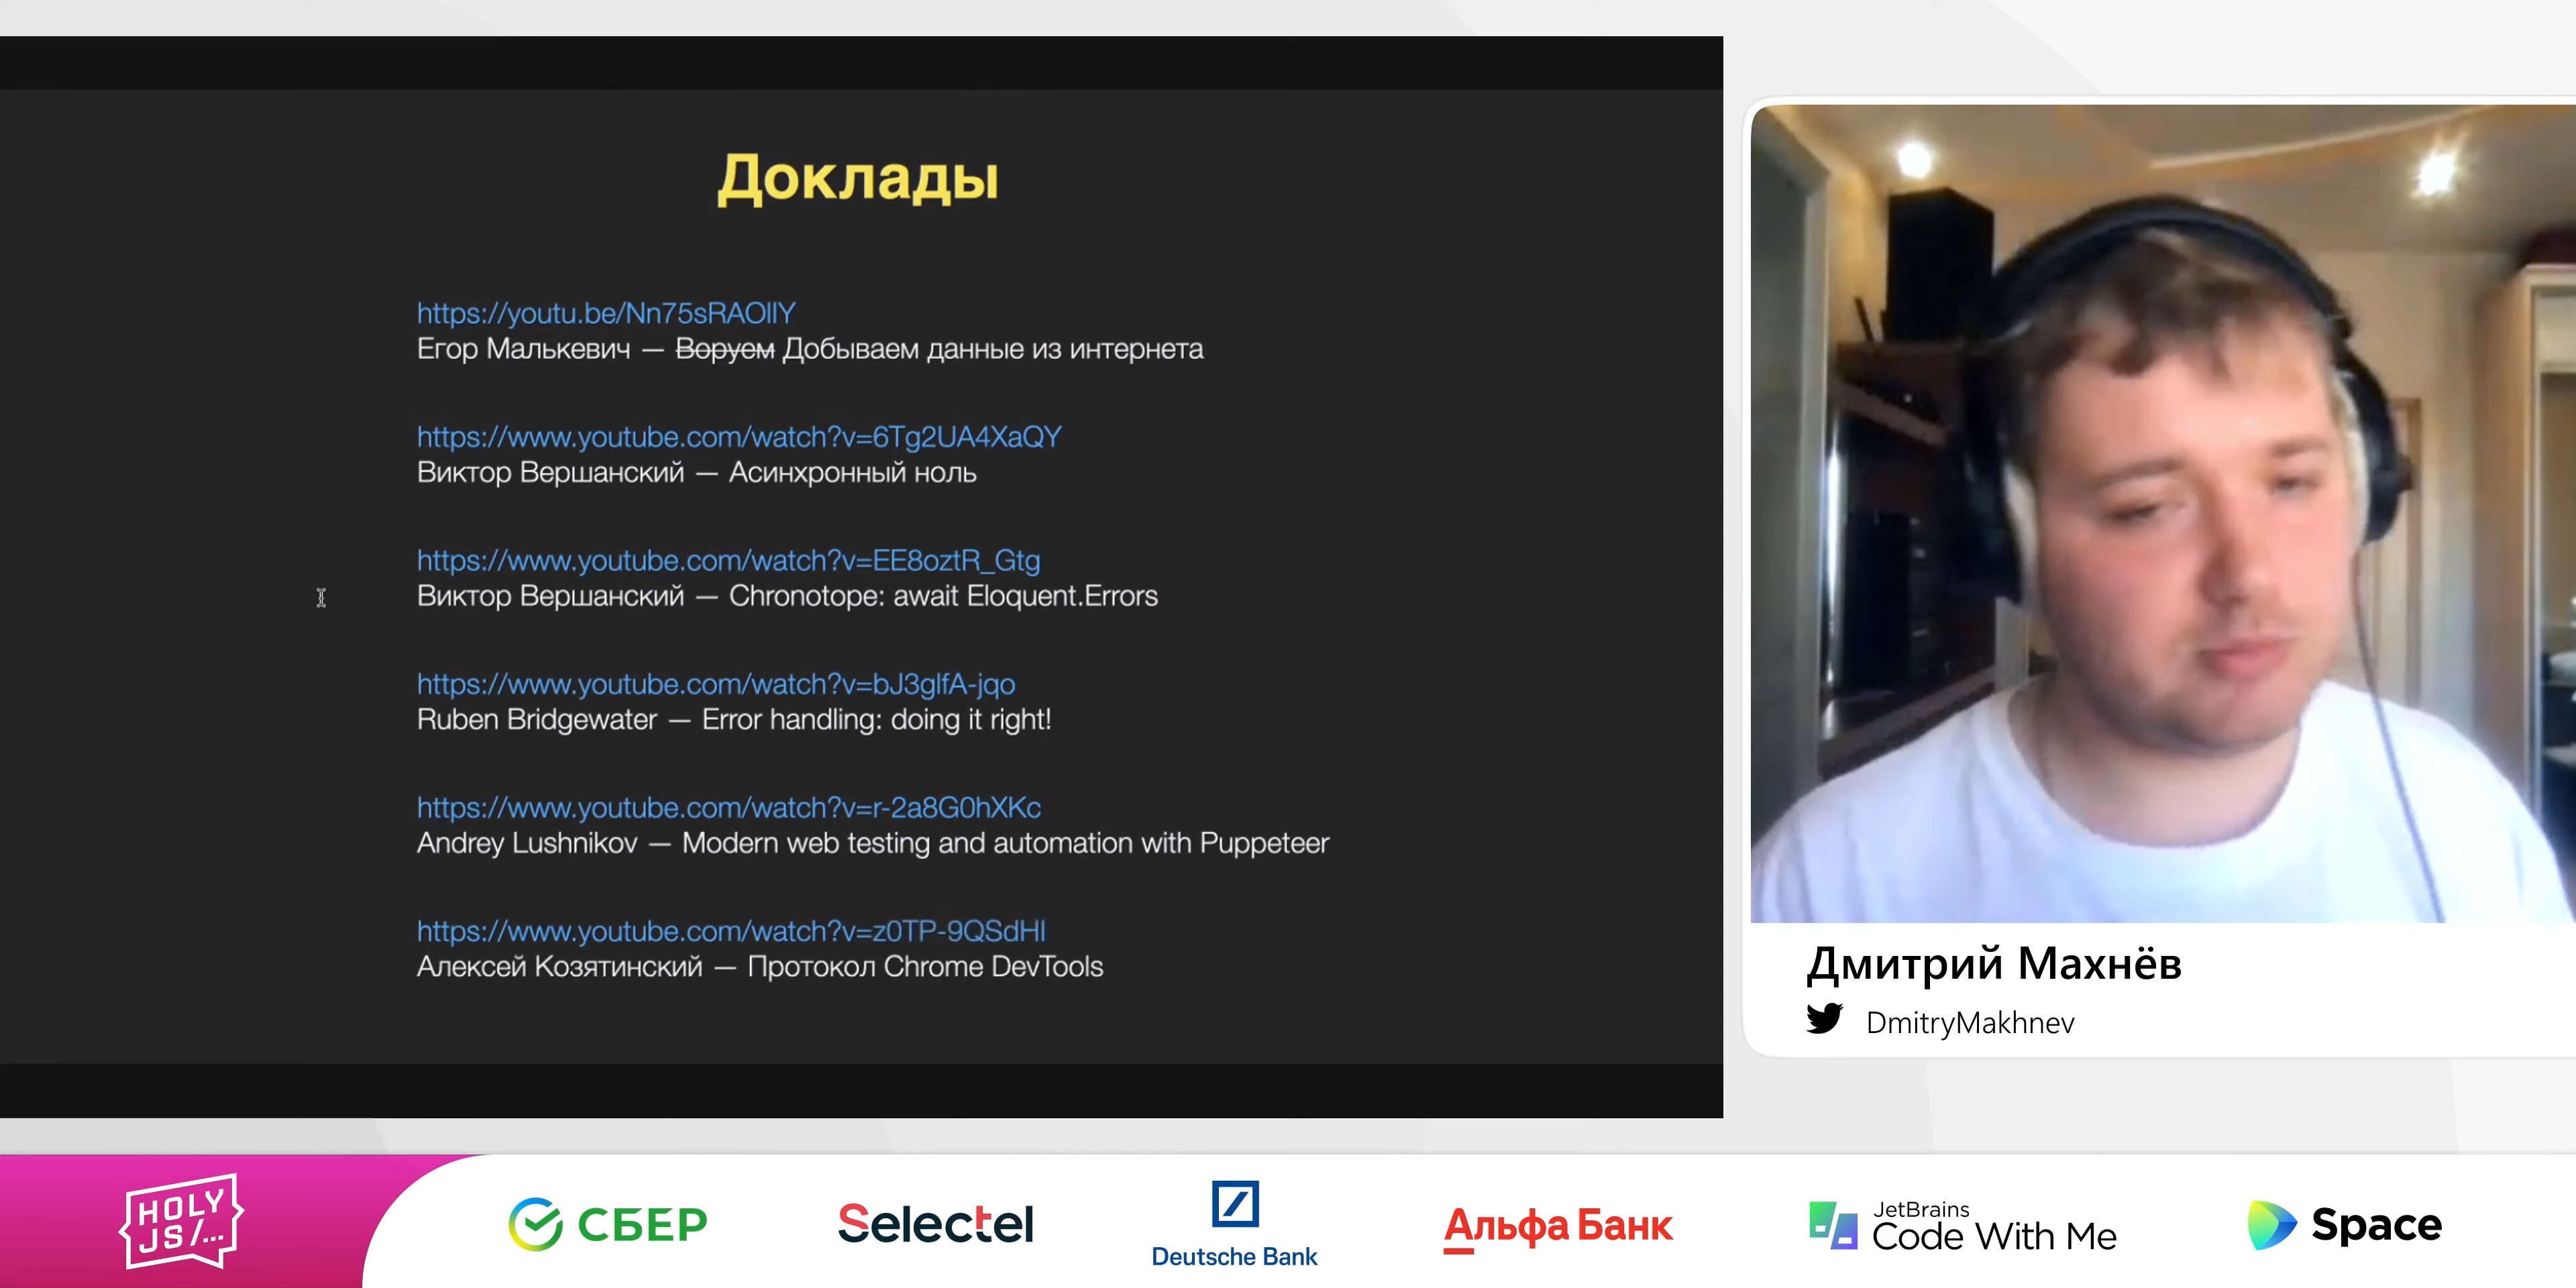 Доклады
https://youtu.be/Nn75sRAOllY
Егор Малькевич — Воруем Добываем данные из интернета
https://www.youtube.com/watch?v=6Tg2UA4XaQY
Виктор Вершанский — Асинхронный ноль
https://www.youtube.com/watch?v=EE8oztR_Gtg
Виктор Вершанский — Chronotope: await Eloquent.Errors
https://www.youtube.com/watch?v=bJ3glfA-jqo
Ruben Bridgewater — Error handling: doing it right!
https://www.youtube.com/watch?v=r-2a8G0hXKc
Andrey Lushnikov — Modern web testing and automation with Puppeteer
https://www.youtube.com/watch?v=z0TP-9QSdHI
Алексей Козятинский — Протокол Chrome DevTools
Дмитрий Махнёв
DmitryMakhnev
HOLY
JS/...
СБЕР
Selectel
Deutsche Bank
Альфа Банк
JetBrains
Code With Me
Space